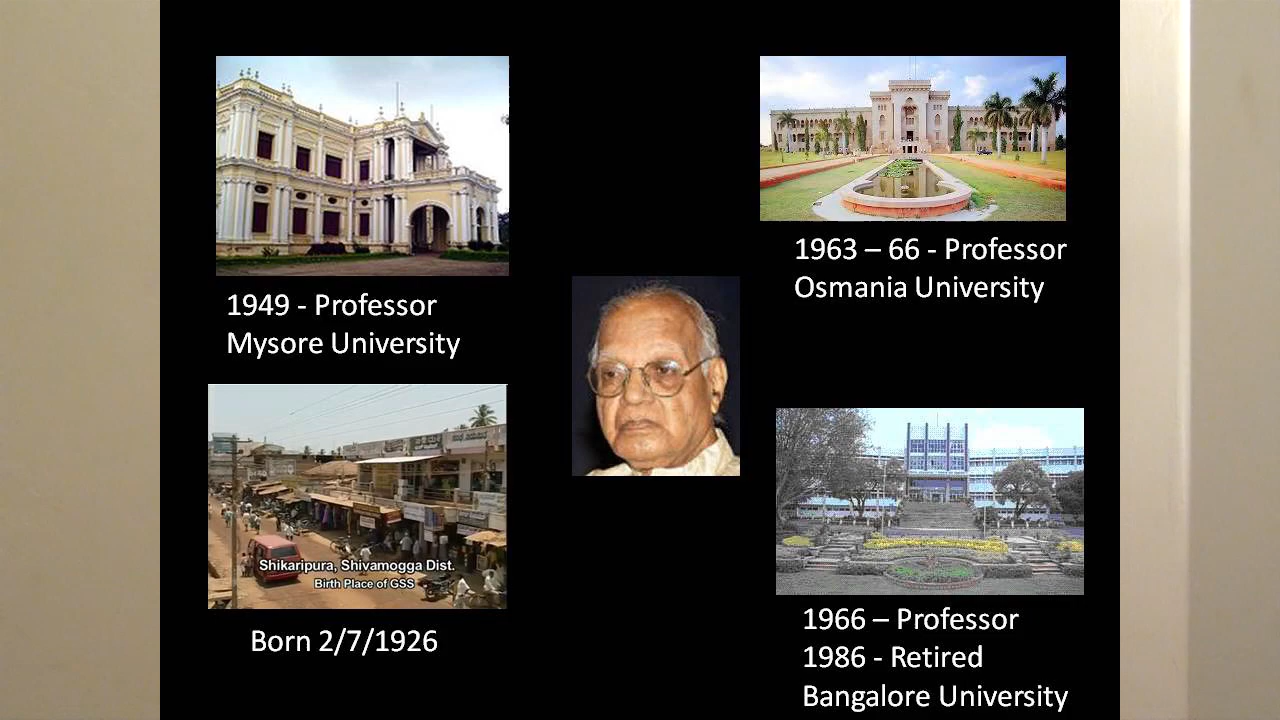 1949 - Professor
Mysore University
Shikaripura, Shivamogga Dist.
Birth Place of GSS
Born 2/7/1926
1963 – 66 - Professor
Osmania University
1966 – Professor
1986 - Retired
Bangalore University